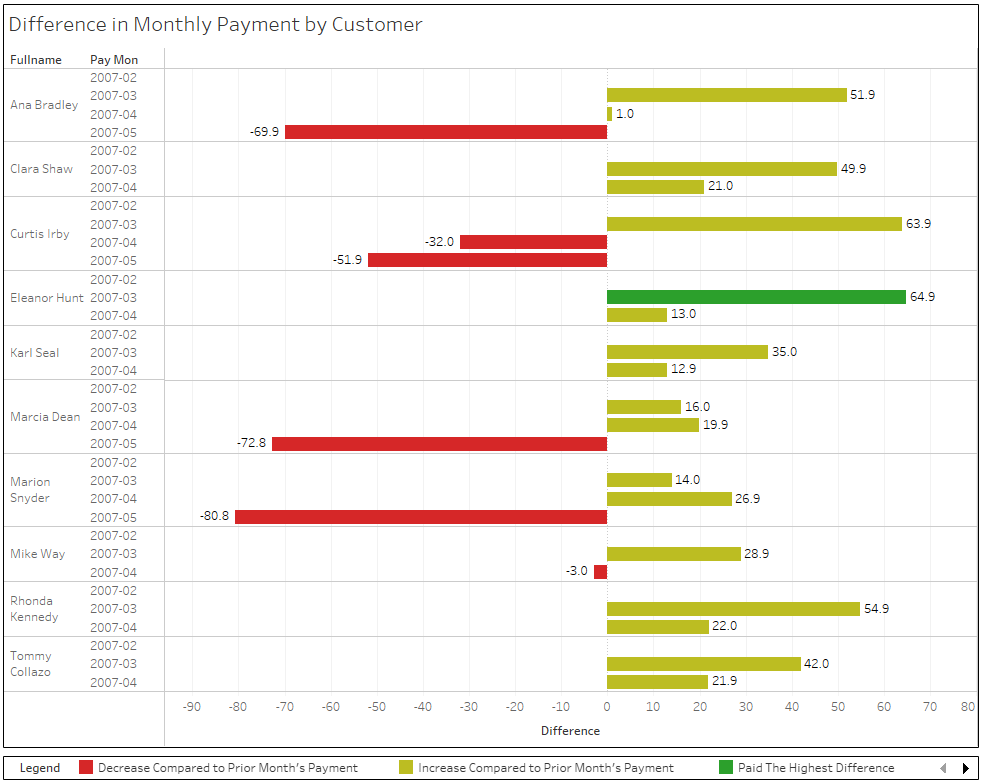 Difference in Monthly Payment by Customer
Fullname Pay Mon
2007-02
Ana Bradley 2007-03 51.9
2007-04 1.0
2007-05 -69.9
2007-02
Clara Shaw 2007-03 49.9
2007-04 21.0
2007-02
Curtis Irby 2007-03 63.9
2007-04 -32.0
2007-05 -51.9
2007-02
Eleanor Hunt 2007-03 64.9
2007-04 13.0
2007-02
Karl Seal 2007-03 35.0
2007-04 12.9
2007-02
Marcia Dean 2007-03 16.0
2007-04 19.9
2007-05 -72.8
2007-02
Marion 2007-03 14.0
Snyder 2007-04 26.9
2007-05 -80.8
2007-02
Mike Way 2007-03 28.9
2007-04 -3.0
2007-02
Rhonda 2007-03 54.9
Kennedy 2007-04 22.0
2007-02
Tommy 2007-03 42.0
Collazo 2007-04 21.9
-90 -80 -70 -60 -50 -40 -30 -20 -10 0 10 20 30 40 50 60 70 80
Difference
Legend Decrease Compared to Prior Month's Payment Increase Compared to Prior Month's Payment Paid The Highest Difference